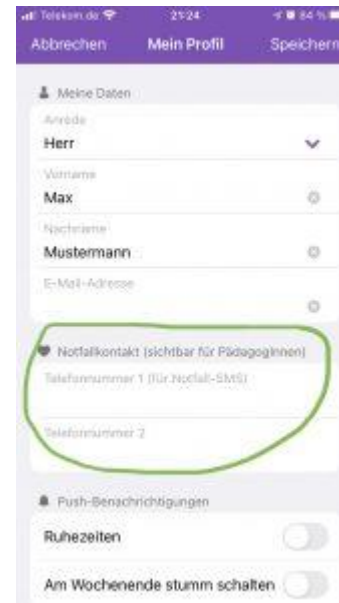 Telekom.de 21:24 84 %
Abbrechen Mein Profil Speichern
Meine Daten
Anrede
Herr
Vorname
Max
Nachname
Mustermann
E-Mail-Adresse
Notfallkontakt (sichtbar für PädagogInnen)
Telefonnummer 1 (für Notfall-SMS)
Telefonnummer 2
Push-Benachrichtigungen
Ruhezeiten
Am Wochenende stumm schalten